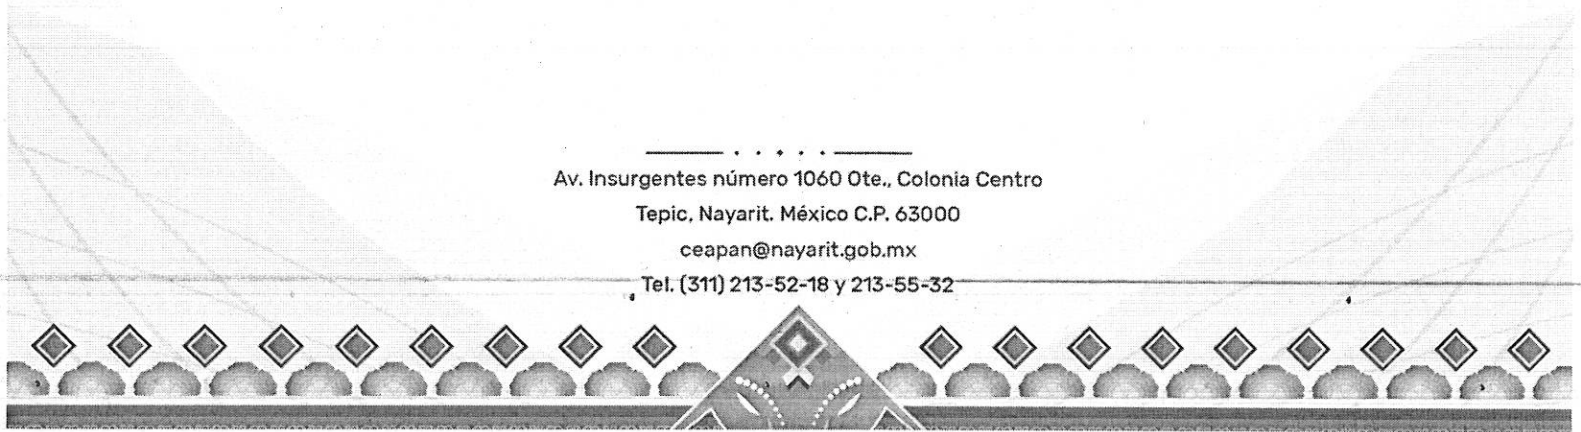 Av. Insurgentes número 1060 Ote., Colonia Centro
Tepic, Nayarit. México C.P. 63000
ceapan@nayarit.gob.mx
Tel. (311) 213-52-18 y 213-55-32